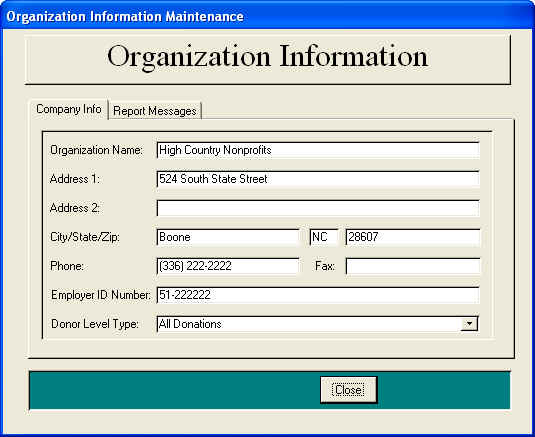 Organization Information Maintenance
Organization Information
Company Info Report Messages
Organization Name: High Country Nonprofits
Address 1: 524 South State Street
Address 2:
City/State/Zip: Boone NC 28607
Phone: (336) 222-2222 Fax:
Employer ID Number: 51-222222
Donor Level Type: All Donations
Close